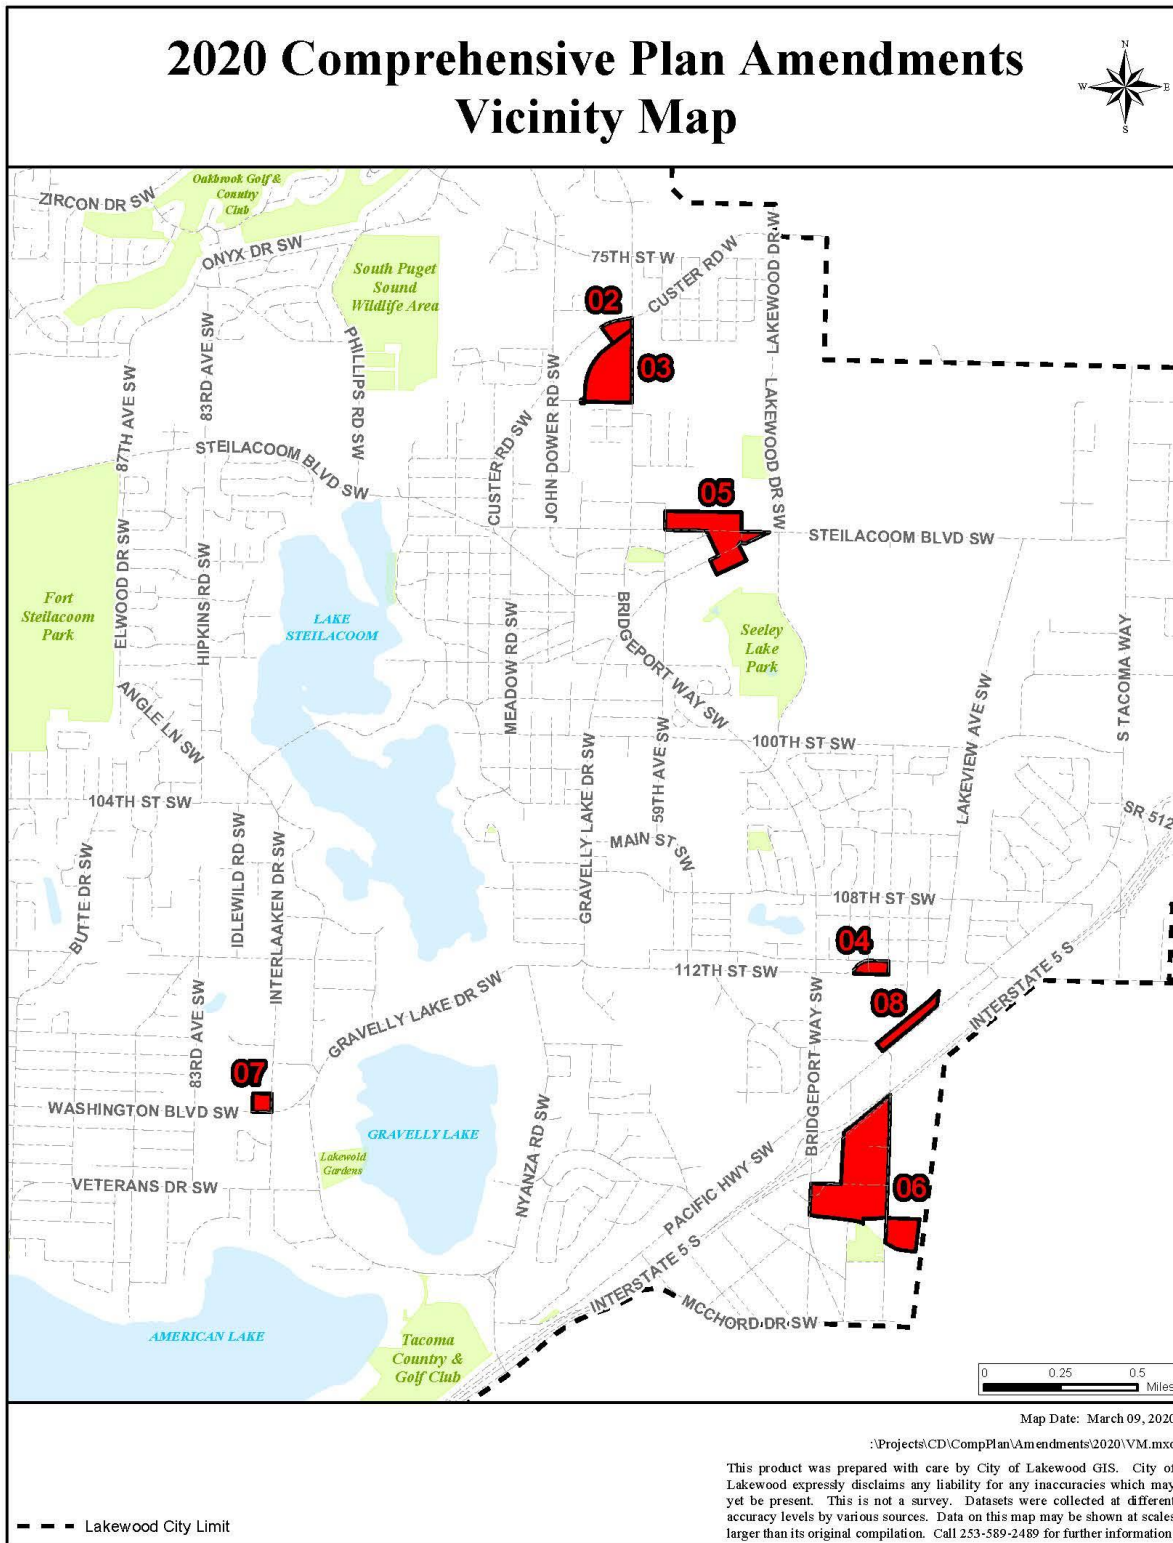 2020 Comprehensive Plan Amendments
Vicinity Map
N
W
E
S
Oakbrook Golf &
Country
Club
ZIRCON DR SW
ONYX DR SW
South Puget
Sound
Wildlife Area
75TH ST W
CUSTER RD W
LAKEWOOD DR W
02
03
83RD AVE SW
PHILLIPS RD SW
87TH AVE SW
JOHN DOWER RD SW
CUSTER RD SW
LAKEWOOD DR SW
STEILACOOM BLVD SW
05
STEILACOOM BLVD SW
ELWOOD DR SW
HIPKINS RD SW
Fort
Steilacoom
Park
LAKE
STEILACOOM
MEADOW RD SW
BRIDGEPORT WAY SW
Seeley
Lake
Park
S TACOMA WAY
ANGLE LN SW
LAKEVIEW AVE SW
100TH ST SW
GRAVELLY LAKE DR SW
59TH AVE SW
104TH ST SW
SR 512
MAIN ST SW
BUTTE DR SW
IDLEWILD RD SW
INTERLAAKEN DR SW
108TH ST SW
04
112TH ST SW
INTERSTATE 5 S
08
GRAVELLY LAKE DR SW
83RD AVE SW
BRIDGEPORT WAY SW
07
WASHINGTON BLVD SW
GRAVELLY LAKE
NYANZA RD SW
Lakewold
Gardens
VETERANS DR SW
PACIFIC HWY SW
06
INTERSTATE 5 S
MCCHORD DR SW
AMERICAN LAKE
Tacoma
Country &
Golf Club
0 0.25 0.5
Miles
Map Date: March 09, 2020
:\Projects\CD\CompPlan\Amendments\2020\VM.mxd
This product was prepared with care by City of Lakewood GIS. City of
Lakewood expressly disclaims any liability for any inaccuracies which may
yet be present. This is not a survey. Datasets were collected at different
accuracy levels by various sources. Data on this map may be shown at scales
larger than its original compilation. Call 253-589-2489 for further information
Lakewood City Limit